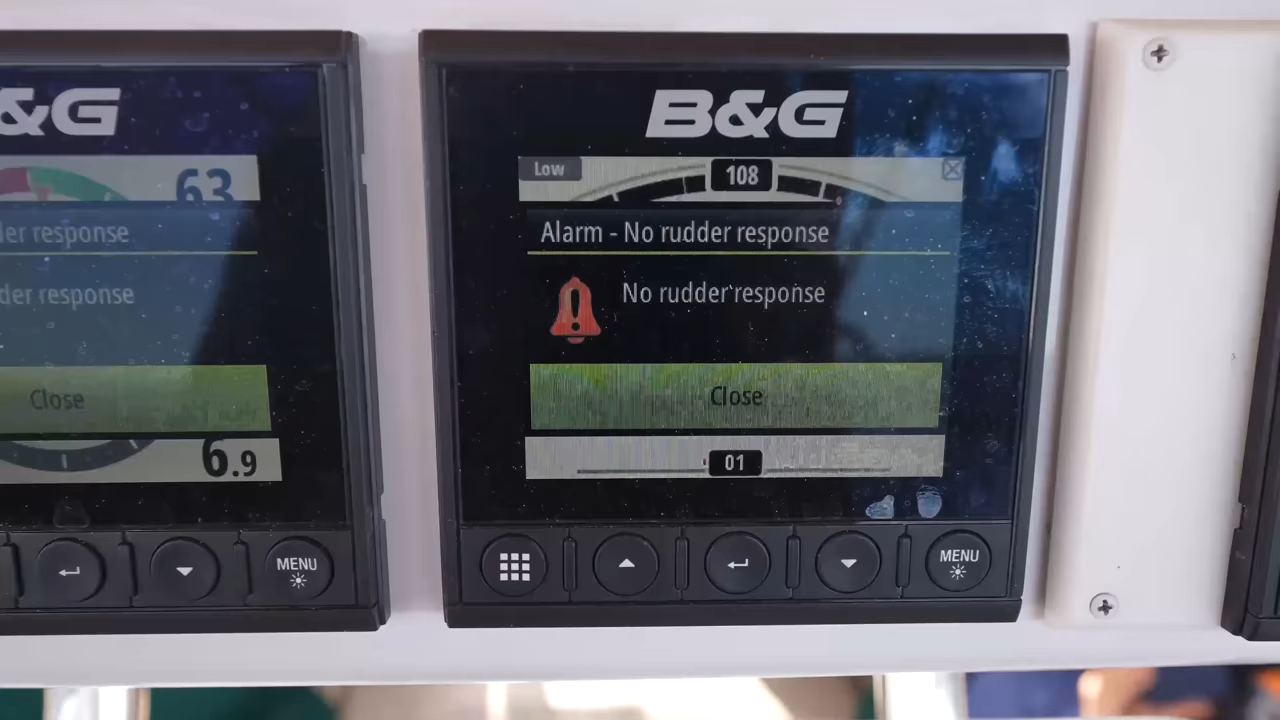 &G
63
der response
der response
Close
6.9
MENU
B&G
Low
108
Alarm - No rudder response
No rudder response
Close
01
MENU